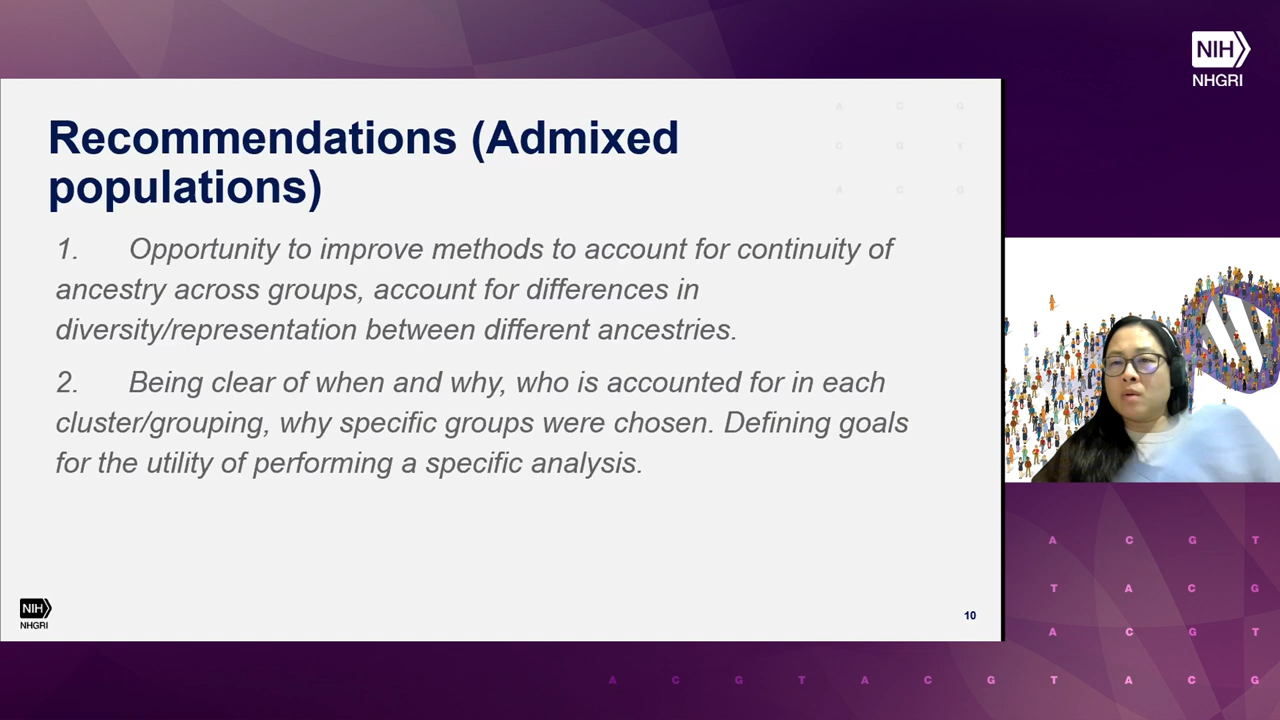 NIH
NHGRI
A C G
C G T
A C G
Recommendations (Admixed
populations)
1. Opportunity to improve methods to account for continuity of
ancestry across groups, account for differences in
diversity/representation between different ancestries.
2. Being clear of when and why, who is accounted for in each
cluster/grouping, why specific groups were chosen. Defining goals
for the utility of performing a specific analysis.
NIH
NHGRI
10
A C G T
T A C G
A C G T
A C G T A C G T A C G